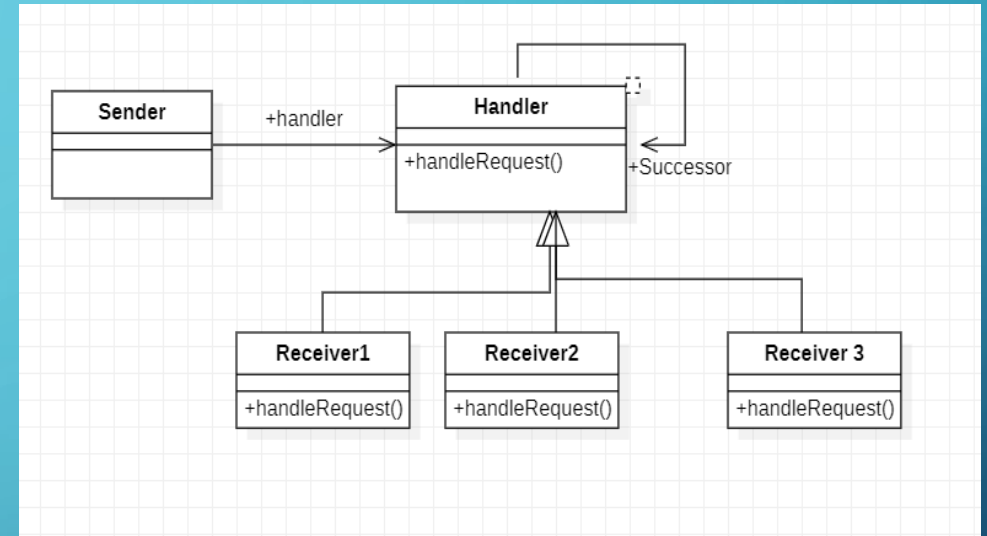 Sender
+handler
Handler
+handleRequest()
+Successor
Receiver1
+handleRequest()
Receiver2
+handleRequest()
Receiver 3
+handleRequest()